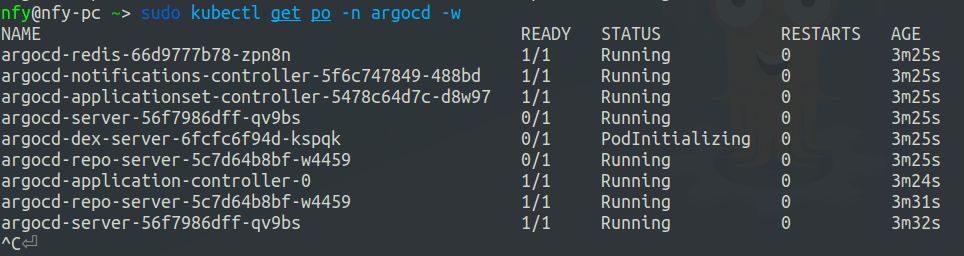 nfy@nfy-pc ~> sudo kubectl get po -n argocd -w
NAME READY STATUS RESTARTS AGE
argocd-redis-66d9777b78-zpn8n 1/1 Running 0 3m25s
argocd-notifications-controller-5f6c747849-488bd 1/1 Running 0 3m25s
argocd-applicationset-controller-5478c64d7c-d8w97 1/1 Running 0 3m25s
argocd-server-56f7986dff-qv9bs 0/1 Running 0 3m25s
argocd-dex-server-6fcfc6f94d-kspqk 0/1 PodInitializing 0 3m25s
argocd-repo-server-5c7d64b8bf-w4459 0/1 Running 0 3m25s
argocd-application-controller-0 1/1 Running 0 3m24s
argocd-repo-server-5c7d64b8bf-w4459 1/1 Running 0 3m31s
argocd-server-56f7986dff-qv9bs 1/1 Running 0 3m32s
^C⏎